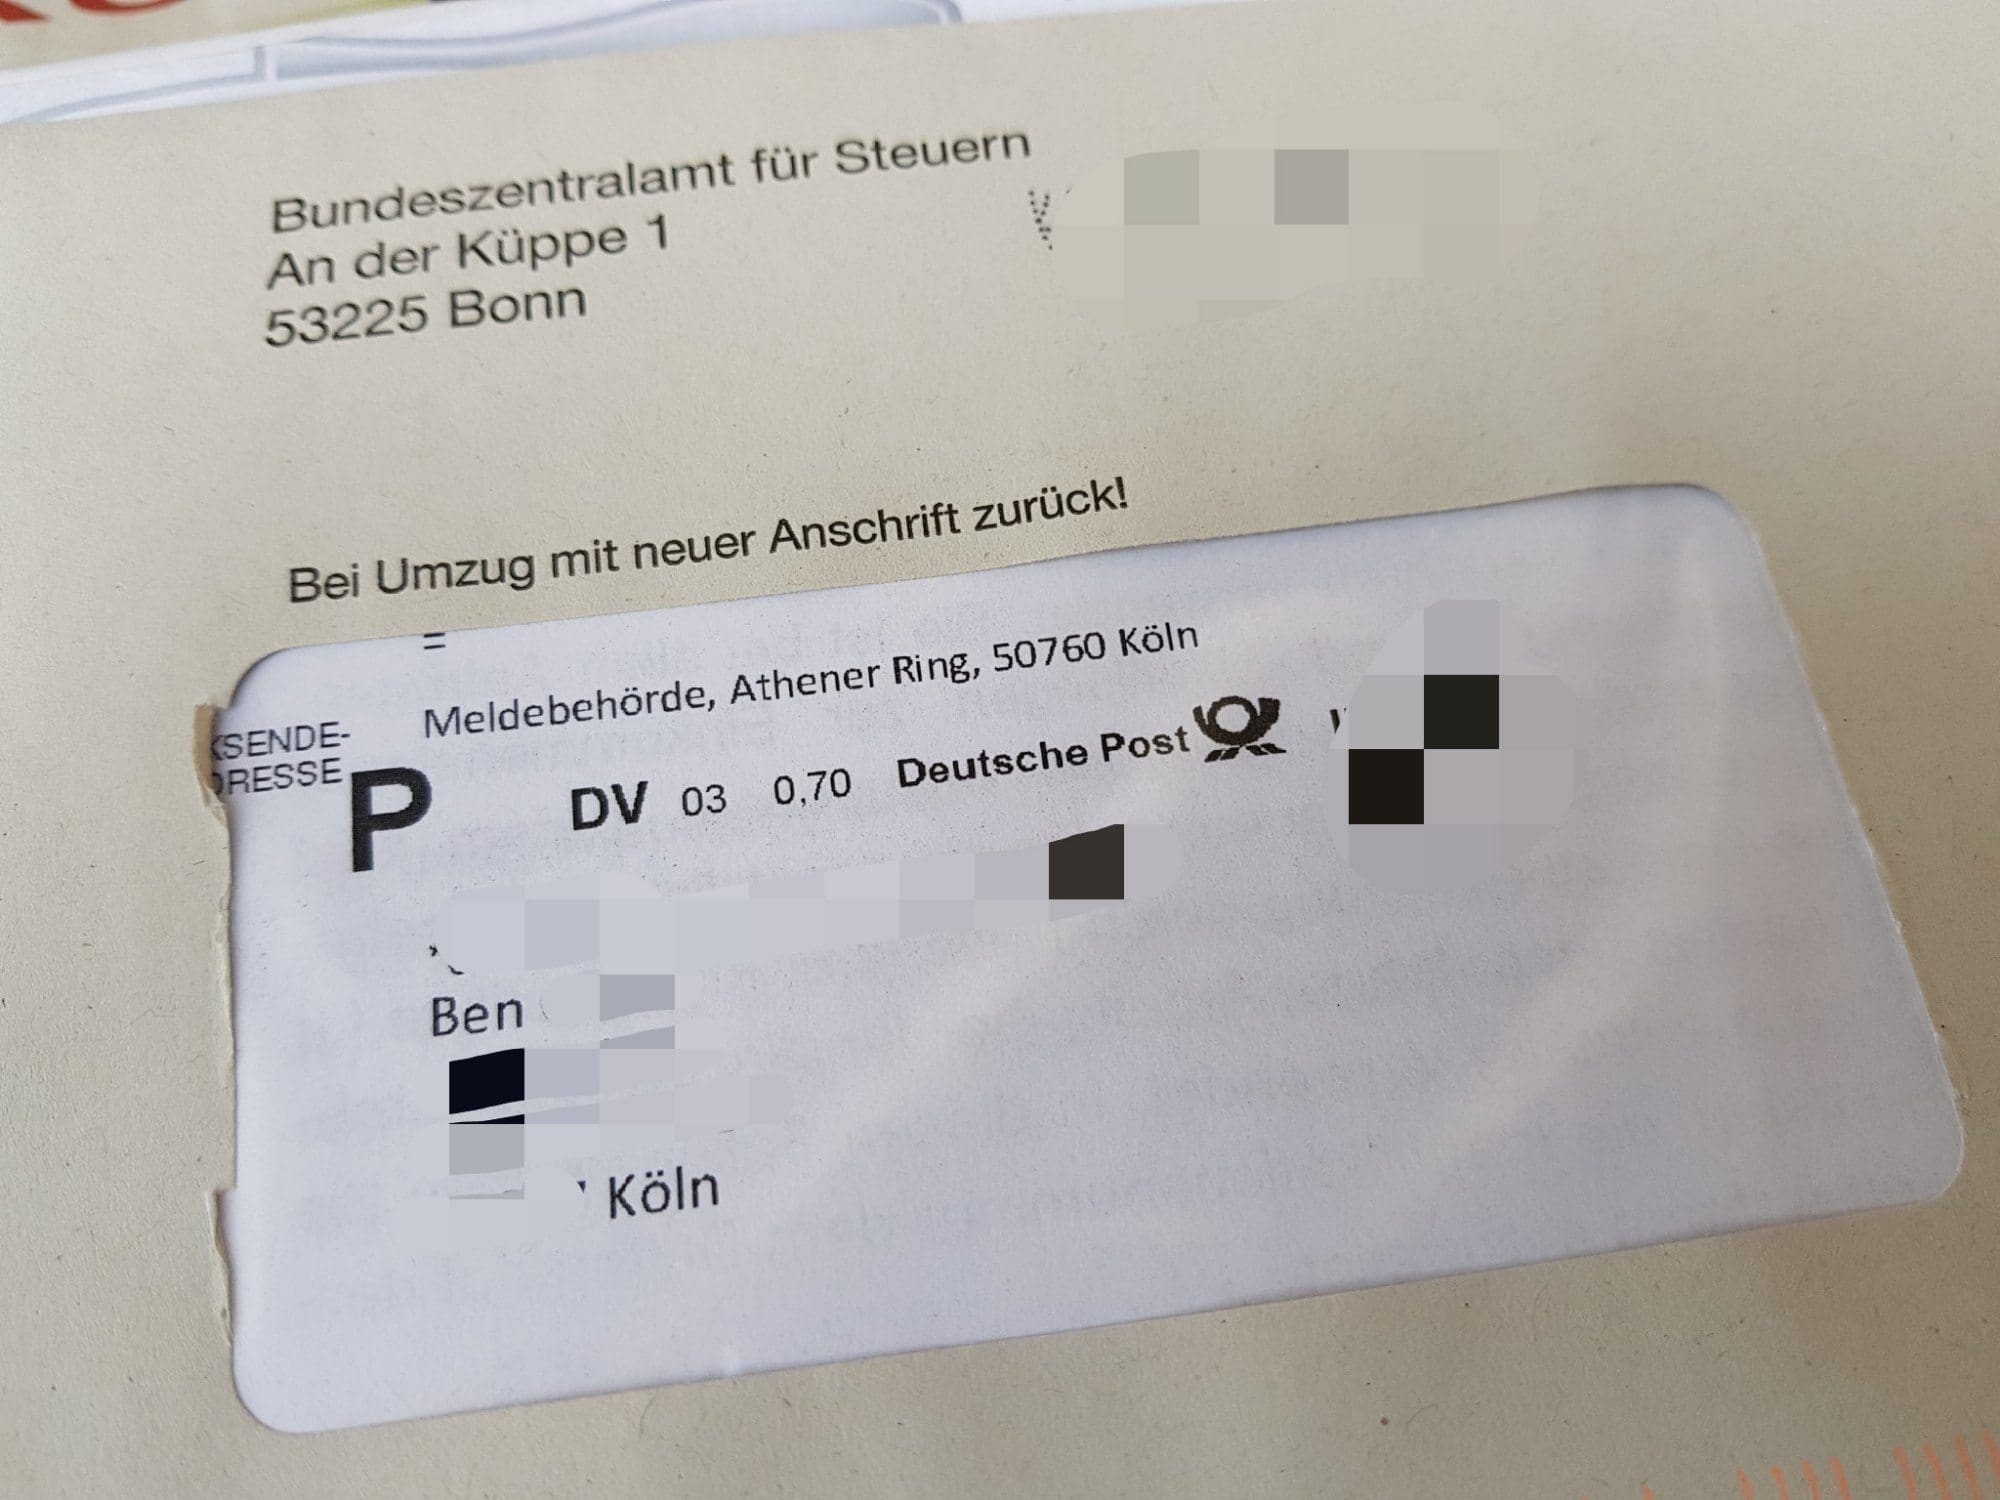 Bundeszentralamt für Steuern
An der Küppe 1
53225 Bonn
Bei Umzug mit neuer Anschrift zurück!
Meldebehörde, Athener Ring, 50760 Köln
KSENDE-
DRESSE
P DV 03 0,70 Deutsche Post
Ben
Köln